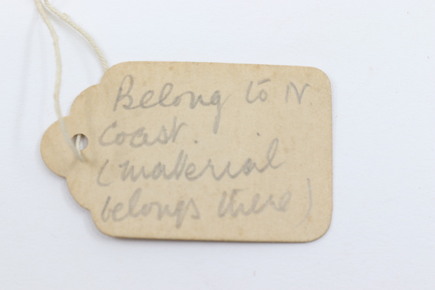 Belong to N
Coast.
(material
belongs there)